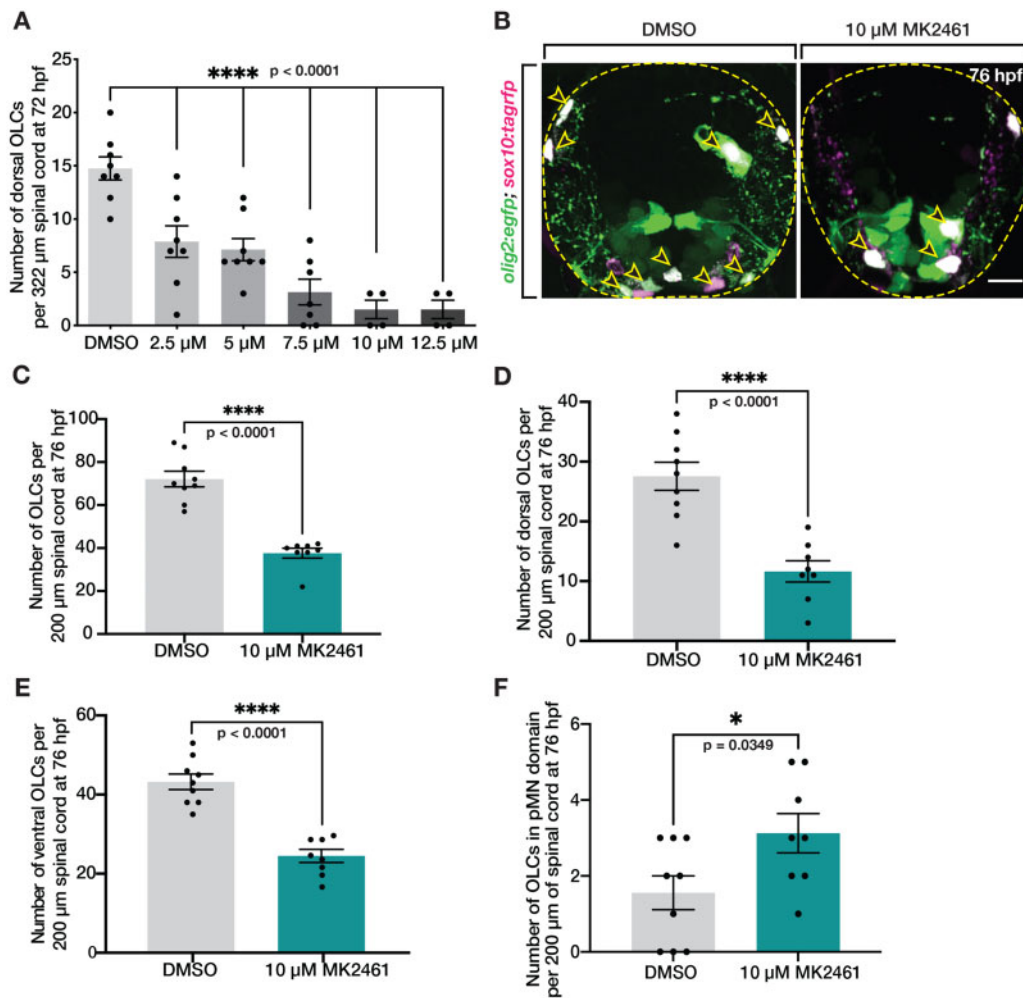 A
Number of dorsal OLCs
per 322 µm spinal cord at 72 hpf
25
20
15
10
5
0
****
p < 0.0001
DMSO
2.5 µM
5 µM
7.5 µM
10 µM
12.5 µM
B
DMSO
10 µM MK2461
olig2:egfp; sox10:tagrfp
76 hpf
C
Number of OLCs per
200 µm spinal cord at 76 hpf
100
80
60
40
20
0
****
p < 0.0001
DMSO
10 µM MK2461
D
Number of dorsal OLCs per
200 µm spinal cord at 76 hpf
40
30
20
10
0
****
p < 0.0001
DMSO
10 µM MK2461
E
Number of ventral OLCs per
200 µm spinal cord at 76 hpf
60
40
20
0
****
p < 0.0001
DMSO
10 µM MK2461
F
Number of OLCs in pMN domain
per 200 µm of spinal cord at 76 hpf
6
4
2
0
*
p = 0.0349
DMSO
10 µM MK2461